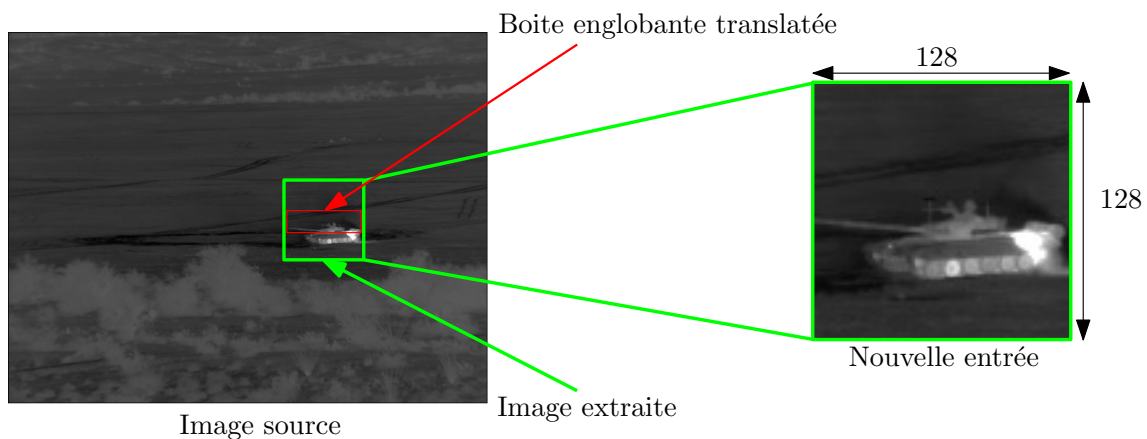 Boite englobante translatée
128
128
Nouvelle entrée
Image extraite
Image source